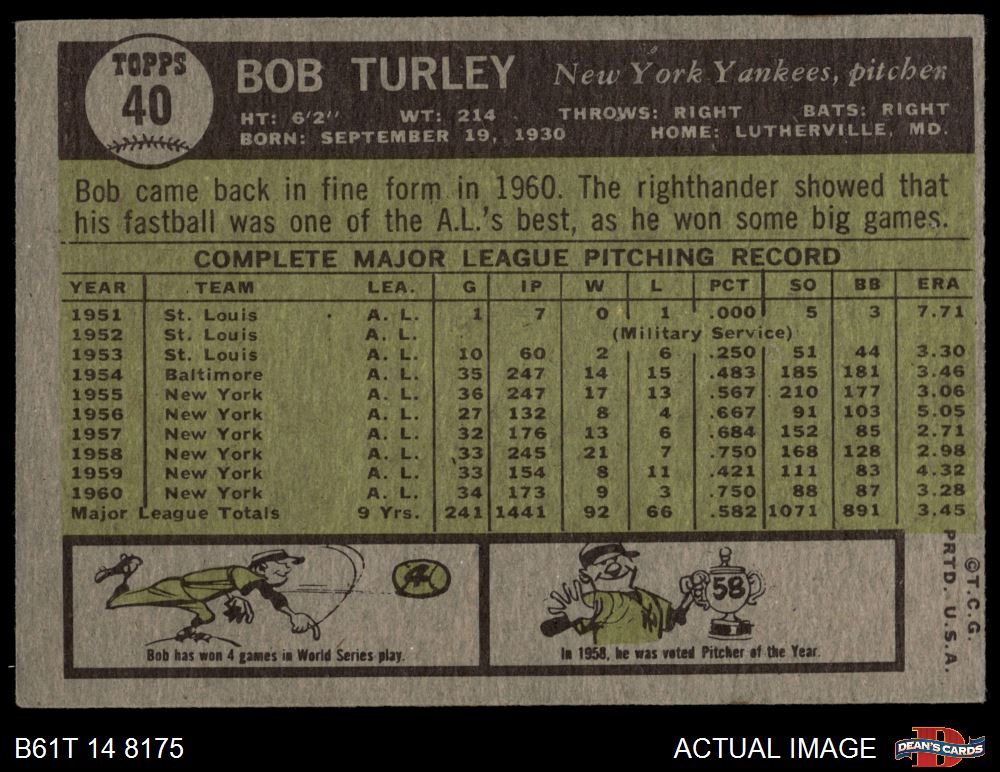 TOPPS
40
BOB TURLEY New York Yankees, pitcher
HT: 6'2" WT: 214 THROWS: RIGHT BATS: RIGHT
BORN: SEPTEMBER 19, 1930 HOME: LUTHERVILLE, MD.
Bob came back in fine form in 1960. The righthander showed that
his fastball was one of the A.L.'s best, as he won some big games.
COMPLETE MAJOR LEAGUE PITCHING RECORD
YEAR TEAM LEA. G IP W L PCT SO BB ERA
1951 St. Louis A. L. 1 7 0 1 .000 5 3 7.71
1952 St. Louis A. L. (Military Service)
1953 St. Louis A. L. 10 60 2 6 .250 51 44 3.30
1954 Baltimore A. L. 35 247 14 15 .483 185 181 3.46
1955 New York A. L. 36 247 17 13 .567 210 177 3.06
1956 New York A. L. 27 132 8 4 .667 91 103 5.05
1957 New York A. L. 32 176 13 6 .684 152 85 2.71
1958 New York A. L. 33 245 21 7 .750 168 128 2.98
1959 New York A. L. 33 154 8 11 .421 111 83 4.32
1960 New York A. L. 34 173 9 3 .750 88 87 3.28
Major League Totals 9 Yrs. 241 1441 92 66 .582 1071 891 3.45
Bob has won 4 games in World Series play.
58
In 1958, he was voted Pitcher of the Year.
©T.C.G.
PRTD. U.S.A.
B61T 14 8175
ACTUAL IMAGE
DEAN'S CARDS